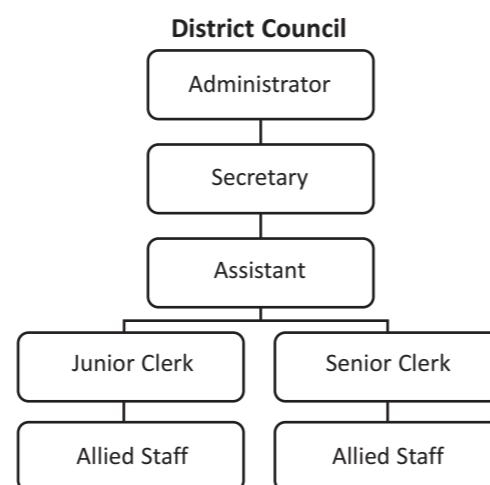 District Council
Administrator
Secretary
Assistant
Junior Clerk
Senior Clerk
Allied Staff
Allied Staff